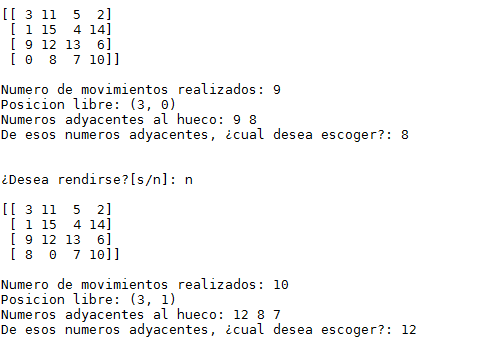 [[ 3 11  5  2]
 [ 1 15  4 14]
 [ 9 12 13  6]
 [ 0  8  7 10]]
Numero de movimientos realizados: 9
Posicion libre: (3, 0)
Numeros adyacentes al hueco: 9 8
De esos numeros adyacentes, ¿cual desea escoger?: 8
¿Desea rendirse?[s/n]: n
[[ 3 11  5  2]
 [ 1 15  4 14]
 [ 9 12 13  6]
 [ 8  0  7 10]]
Numero de movimientos realizados: 10
Posicion libre: (3, 1)
Numeros adyacentes al hueco: 12 8 7
De esos numeros adyacentes, ¿cual desea escoger?: 12